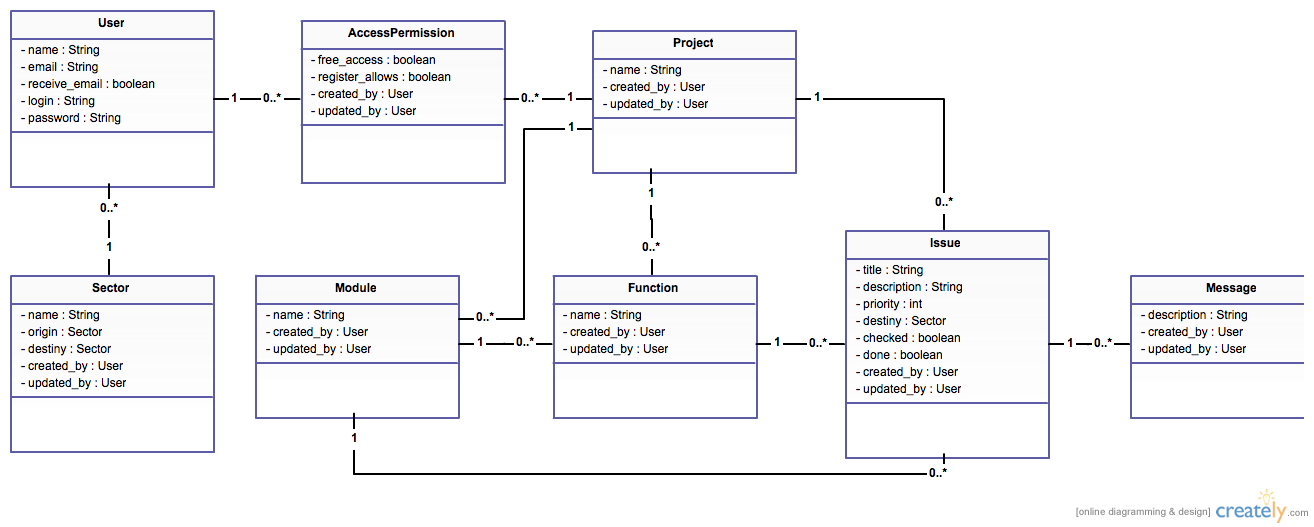 User
- name : String
- email : String
- receive_email : boolean
- login : String
- password : String
AccessPermission
- free_access : boolean
- register_allows : boolean
- created_by : User
- updated_by : User
Project
- name : String
- created_by : User
- updated_by : User
1
0..*
0..*
1
1
1
0..*
1
1
0..*
0..*
Sector
- name : String
- origin : Sector
- destiny : Sector
- created_by : User
- updated_by : User
Module
- name : String
- created_by : User
- updated_by : User
0..*
1
0..*
Function
- name : String
- created_by : User
- updated_by : User
1
0..*
Issue
- title : String
- description : String
- priority : int
- destiny : Sector
- checked : boolean
- done : boolean
- created_by : User
- updated_by : User
1
0..*
Message
- description : String
- created_by : User
- updated_by : User
1
0..*
[online diagramming & design] creately.com